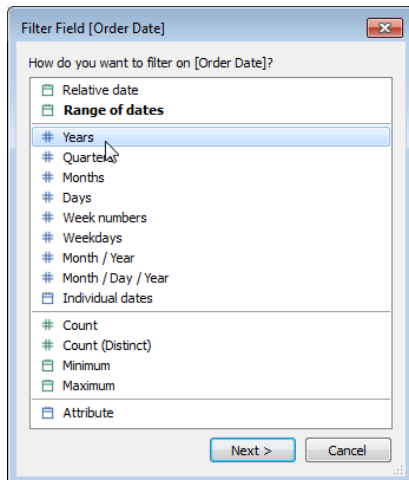 Filter Field [Order Date]
How do you want to filter on [Order Date]?
Relative date
Range of dates
Years
Quarters
Months
Days
Week numbers
Weekdays
Month / Year
Month / Day / Year
Individual dates
Count
Count (Distinct)
Minimum
Maximum
Attribute
Next >
Cancel